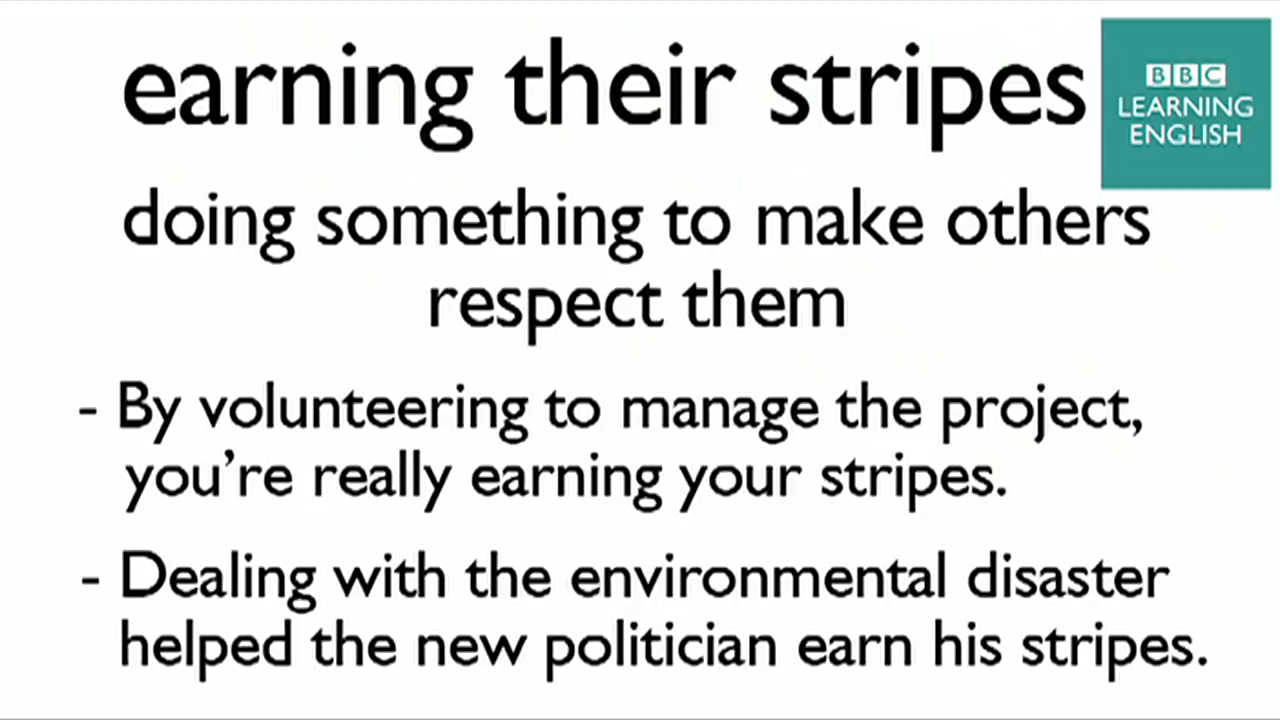 earning their stripes
BBC
LEARNING
ENGLISH
doing something to make others
respect them
- By volunteering to manage the project,
you’re really earning your stripes.
- Dealing with the environmental disaster
helped the new politician earn his stripes.